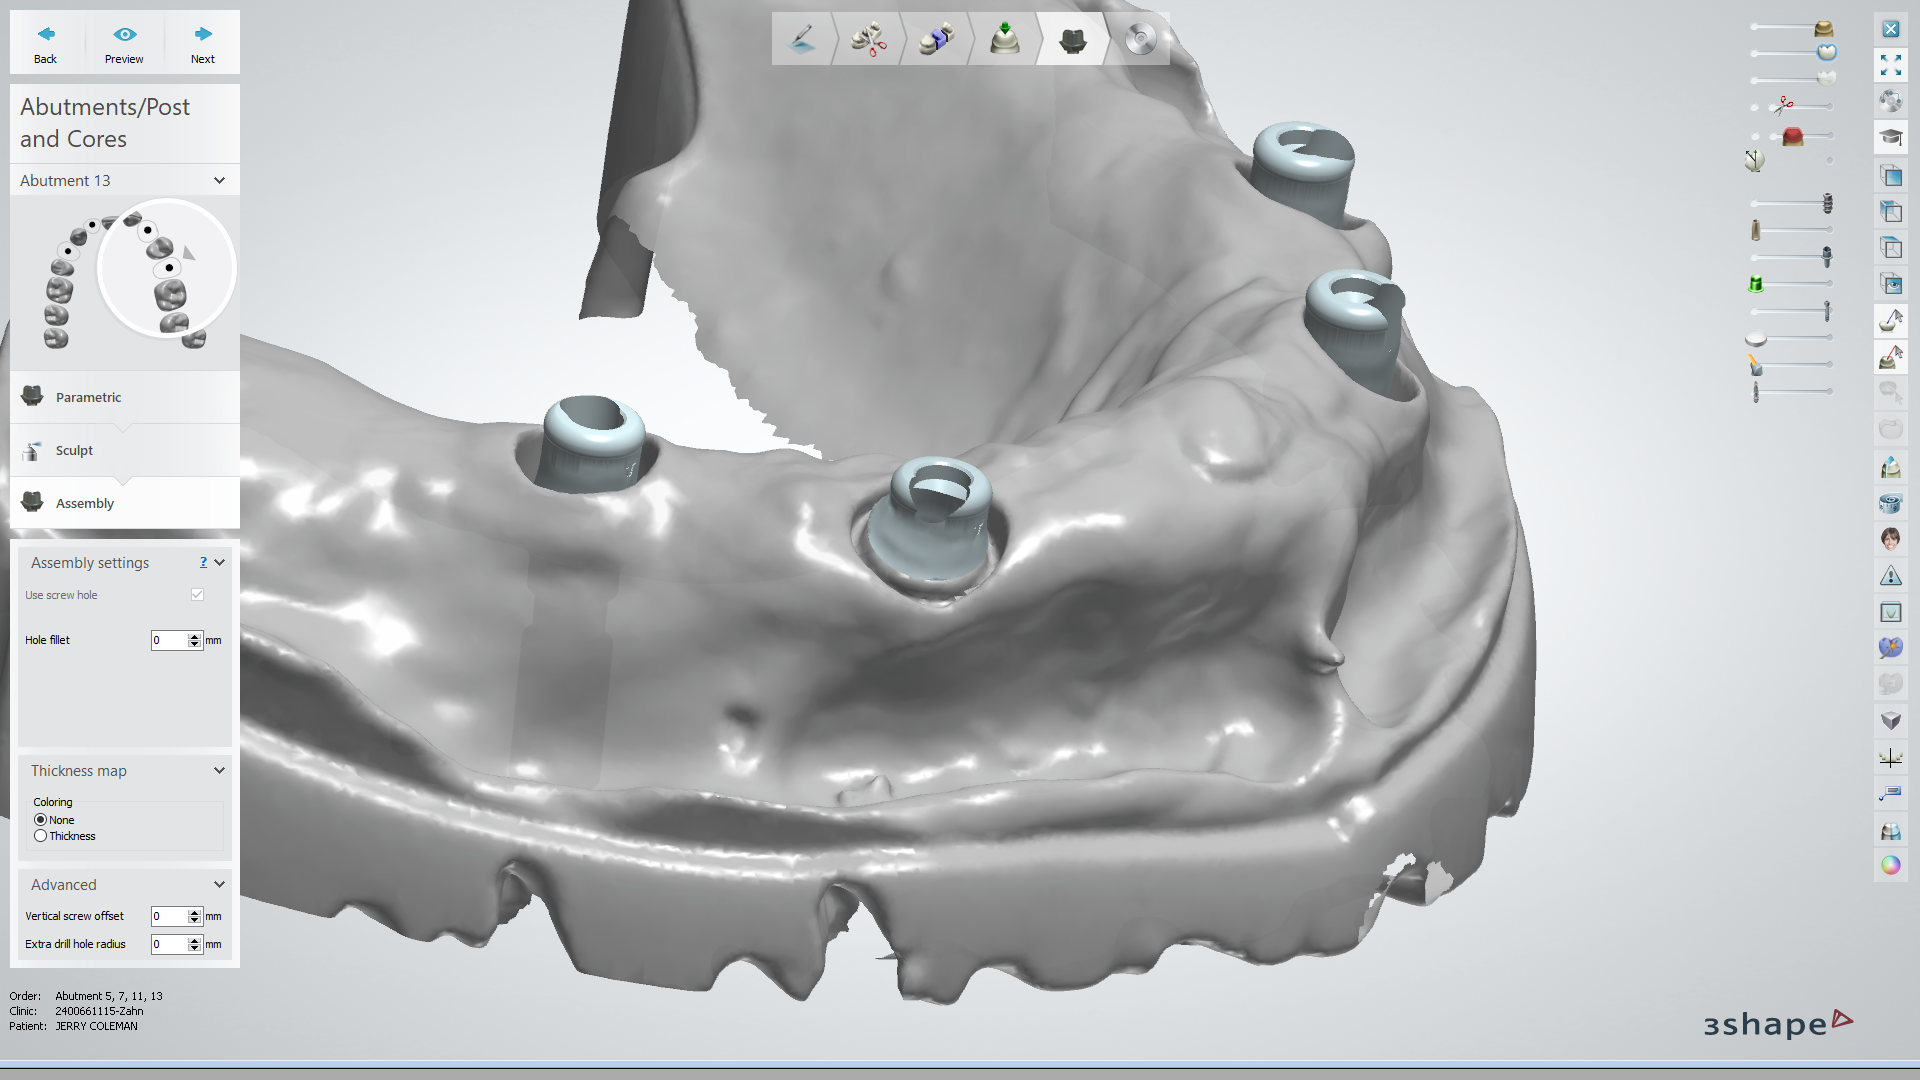 Back
Preview
Next
Abutments/Post
and Cores
Abutment 13
Parametric
Sculpt
Assembly
Assembly settings ?
Use screw hole
Hole fillet 0 mm
Thickness map
Coloring
None
Thickness
Advanced
Vertical screw offset 0 mm
Extra drill hole radius 0 mm
Order: Abutment 5, 7, 11, 13
Clinic: 2400661115-Zahn
Patient: JERRY COLEMAN
3shape